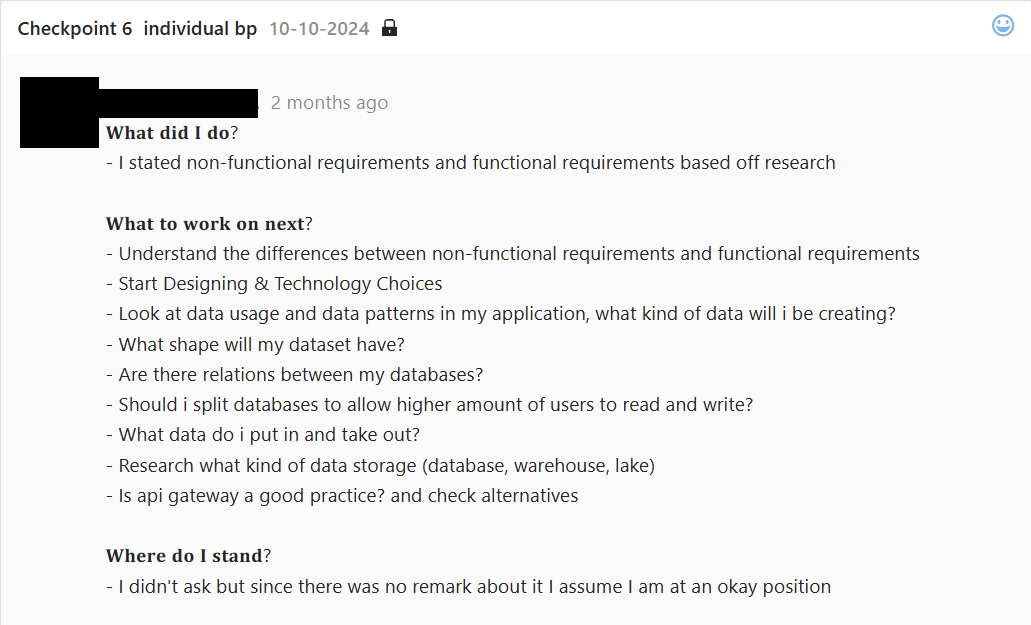 Checkpoint 6 individual bp 10-10-2024
2 months ago
What did I do?
- I stated non-functional requirements and functional requirements based off research
What to work on next?
- Understand the differences between non-functional requirements and functional requirements
- Start Designing & Technology Choices
- Look at data usage and data patterns in my application, what kind of data will i be creating?
- What shape will my dataset have?
- Are there relations between my databases?
- Should i split databases to allow higher amount of users to read and write?
- What data do i put in and take out?
- Research what kind of data storage (database, warehouse, lake)
- Is api gateway a good practice? and check alternatives
Where do I stand?
- I didn't ask but since there was no remark about it I assume I am at an okay position